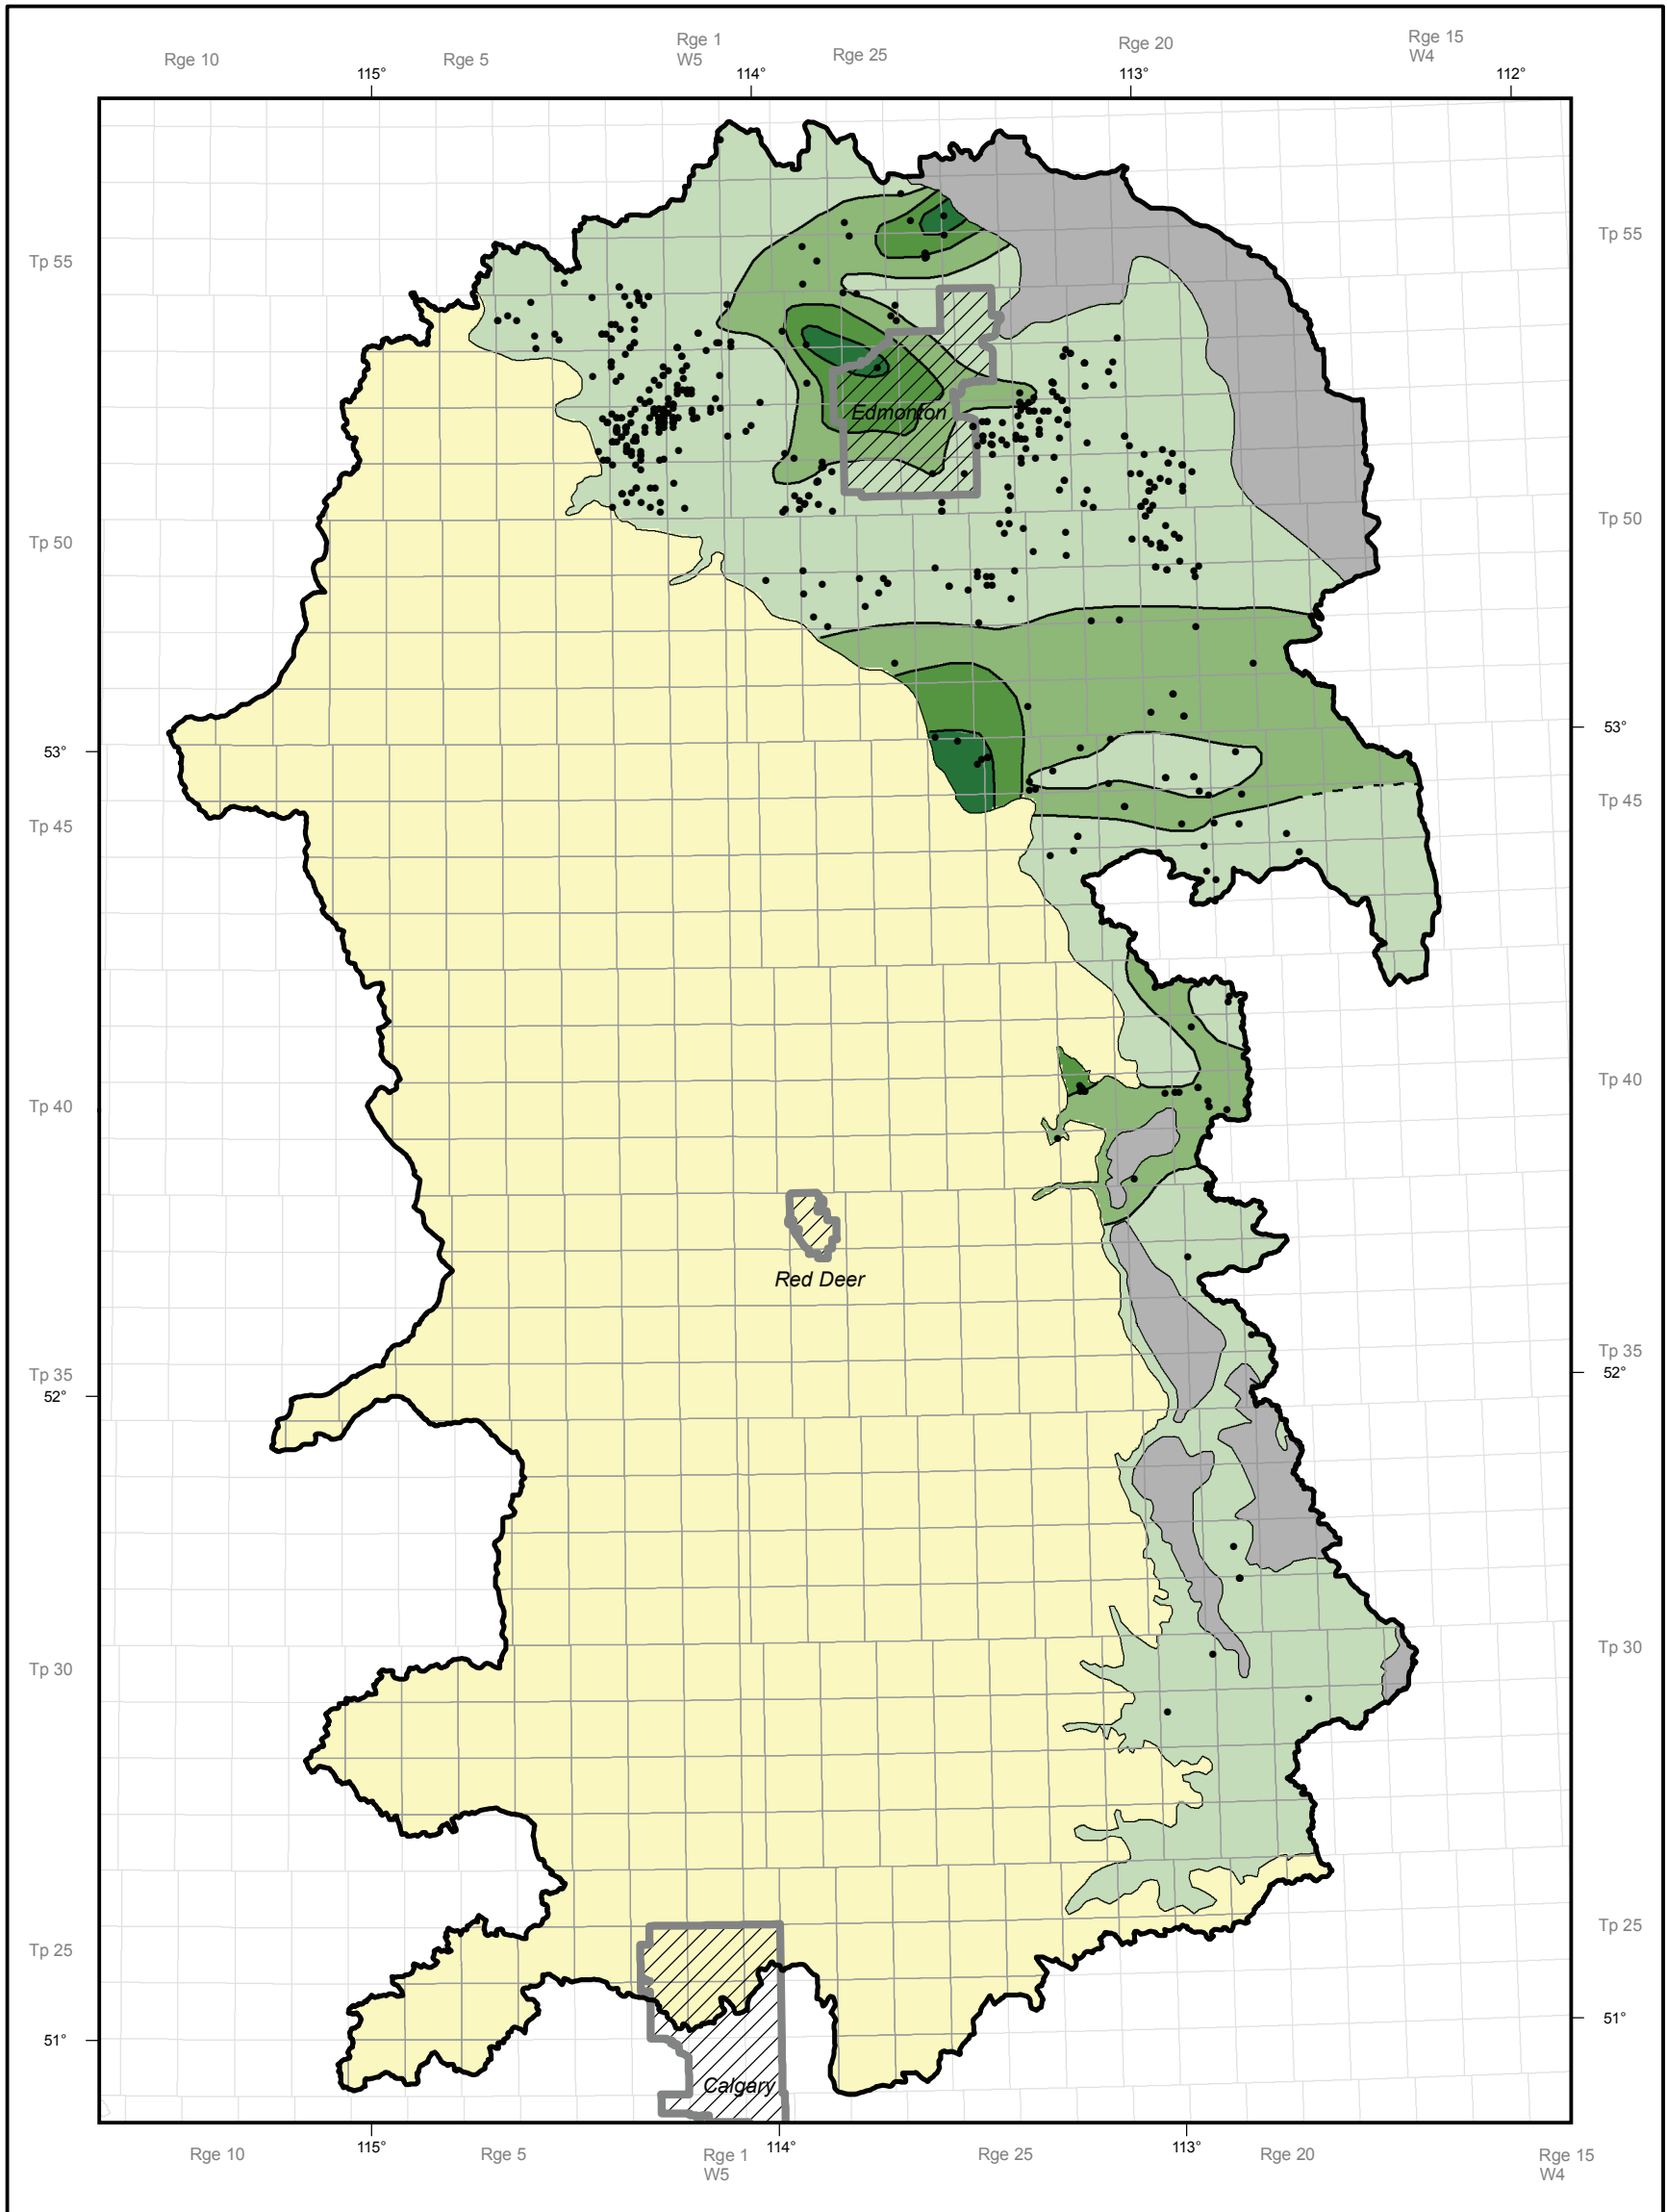 Rge 10
Rge 5
Rge 1
W5
Rge 25
Rge 20
Rge 15
W4
115°
114°
113°
112°
Tp 55
Tp 55
Edmonton
Tp 50
Tp 50
53°
53°
Tp 45
Tp 45
Tp 40
Tp 40
Red Deer
Tp 35
Tp 35
52°
52°
Tp 30
Tp 30
Tp 25
Tp 25
51°
51°
Calgary
115°
114°
113°
Rge 10
Rge 5
Rge 1
W5
Rge 25
Rge 20
Rge 15
W4